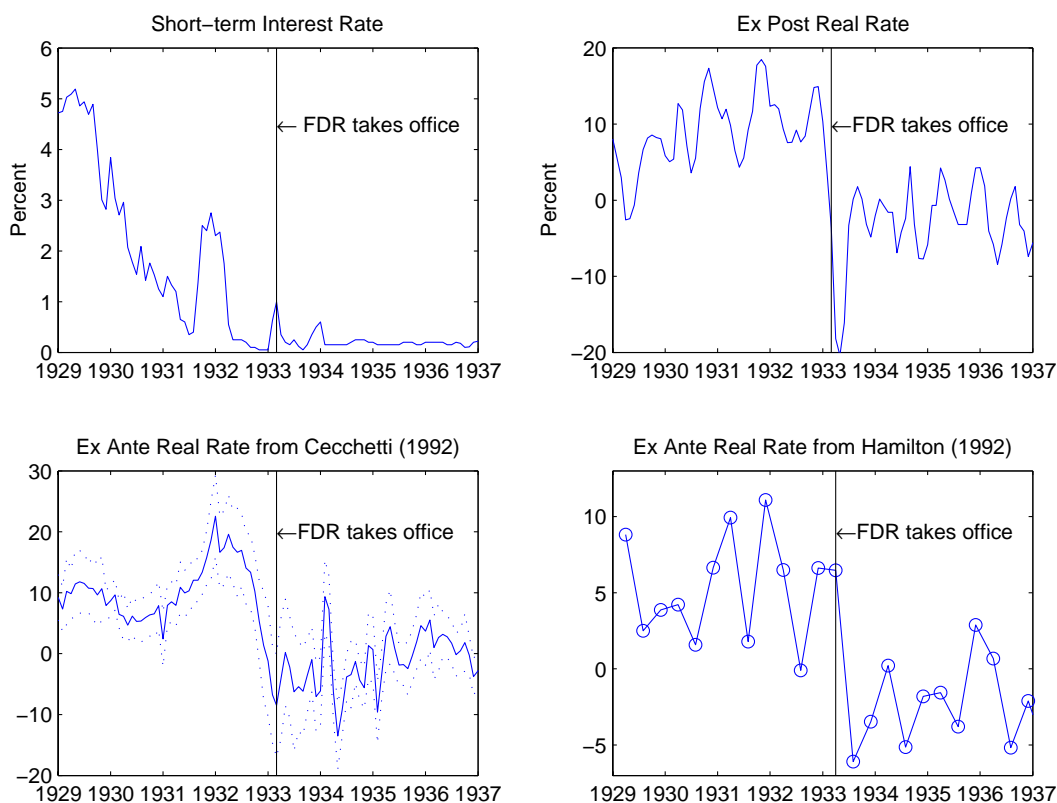 Short−term Interest Rate
Percent
6
5
4
3
2
1
0
← FDR takes office
1929 1930 1931 1932 1933 1934 1935 1936 1937
Ex Post Real Rate
Percent
20
10
0
−10
−20
←FDR takes office
1929 1930 1931 1932 1933 1934 1935 1936 1937
Ex Ante Real Rate from Cecchetti (1992)
30
20
10
0
−10
−20
←FDR takes office
1929 1930 1931 1932 1933 1934 1935 1936 1937
Ex Ante Real Rate from Hamilton (1992)
10
5
0
−5
←FDR takes office
1929 1930 1931 1932 1933 1934 1935 1936 1937